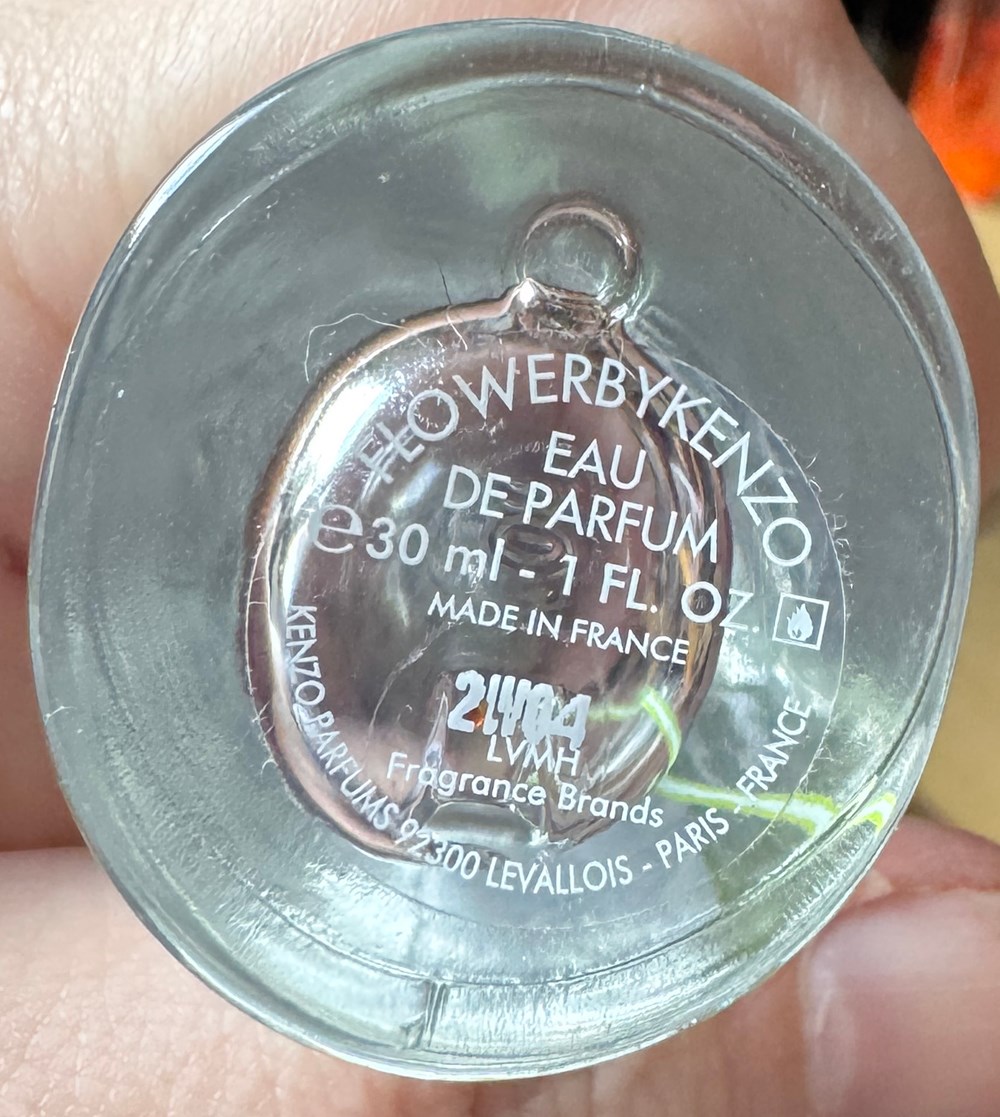 FLOWERBYKENZO
EAU
DE PARFUM
℮ 30 ml - 1 FL. OZ.
MADE IN FRANCE
LVMH
Fragrance Brands
KENZO PARFUMS 92300 LEVALLOIS - PARIS - FRANCE